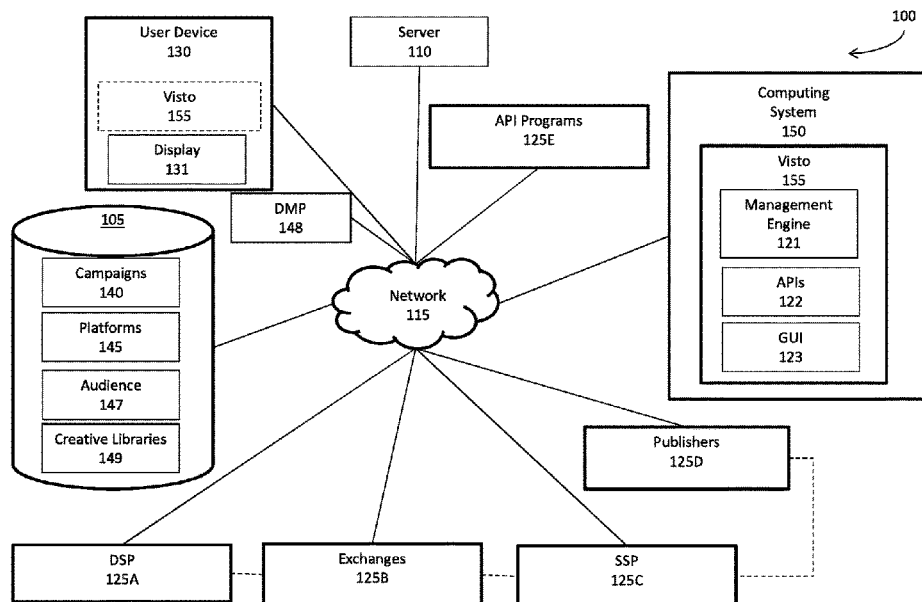 100
User Device
130
Visto
155
Display
131
Server
110
API Programs
125E
Computing
System
150
Visto
155
Management
Engine
121
APIs
122
GUI
123
DMP
148
105
Campaigns
140
Platforms
145
Audience
147
Creative Libraries
149
Network
115
Publishers
125D
DSP
125A
Exchanges
125B
SSP
125C